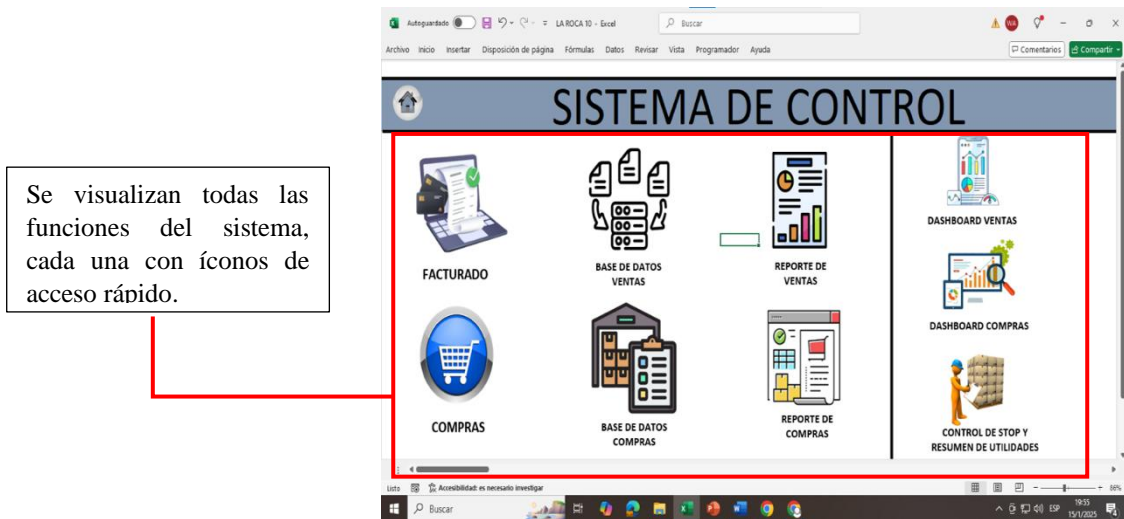 Autoguardado
LA ROCA 10 - Excel
Buscar
WA
Archivo Inicio Insertar Disposición de página Fórmulas Datos Revisar Vista Programador Ayuda
Comentarios
Compartir
SISTEMA DE CONTROL
Se visualizan todas las
funciones del sistema,
cada una con íconos de
acceso rápido.
FACTURADO
BASE DE DATOS
VENTAS
REPORTE DE
VENTAS
DASHBOARD VENTAS
DASHBOARD COMPRAS
COMPRAS
BASE DE DATOS
COMPRAS
REPORTE DE
COMPRAS
CONTROL DE STOP Y
RESUMEN DE UTILIDADES
Listo
Accesibilidad: es necesario investigar
86%
Buscar
ESP
19:55
15/1/2025